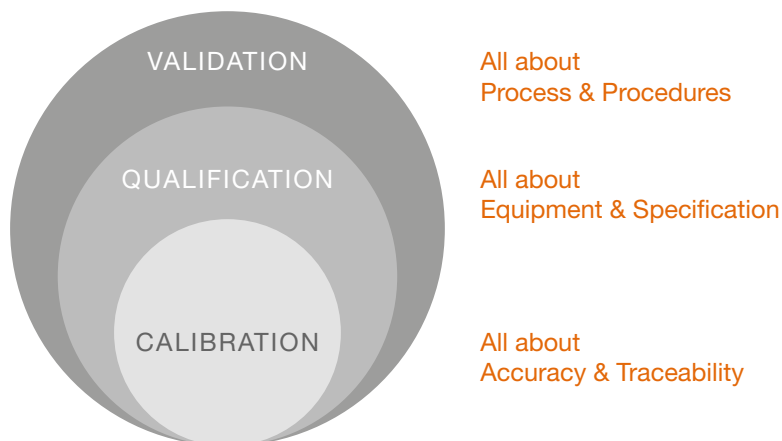 VALIDATION
All about
Process & Procedures
QUALIFICATION
All about
Equipment & Specification
CALIBRATION
All about
Accuracy & Traceability